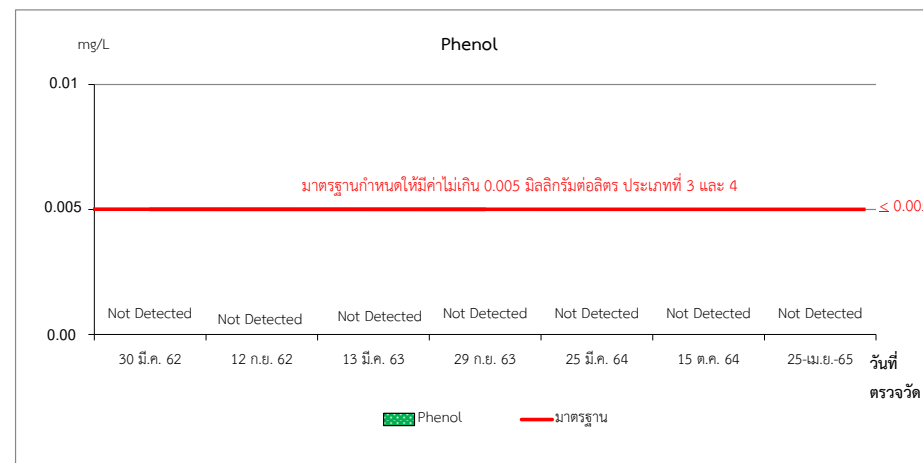 mg/L
Phenol
0.01
มาตรฐานกำหนดให้มีค่าไม่เกิน 0.005 มิลลิกรัมต่อลิตร ประเภทที่ 3 และ 4
0.005
< 0.00
Not Detected Not Detected Not Detected Not Detected Not Detected Not Detected Not Detected
0.00
30 มี.ค. 62 12 ก.ย. 62 13 มี.ค. 63 29 ก.ย. 63 25 มี.ค. 64 15 ต.ค. 64 25-เม.ย.-65
วันที่
ตรวจวัด
Phenol มาตรฐาน